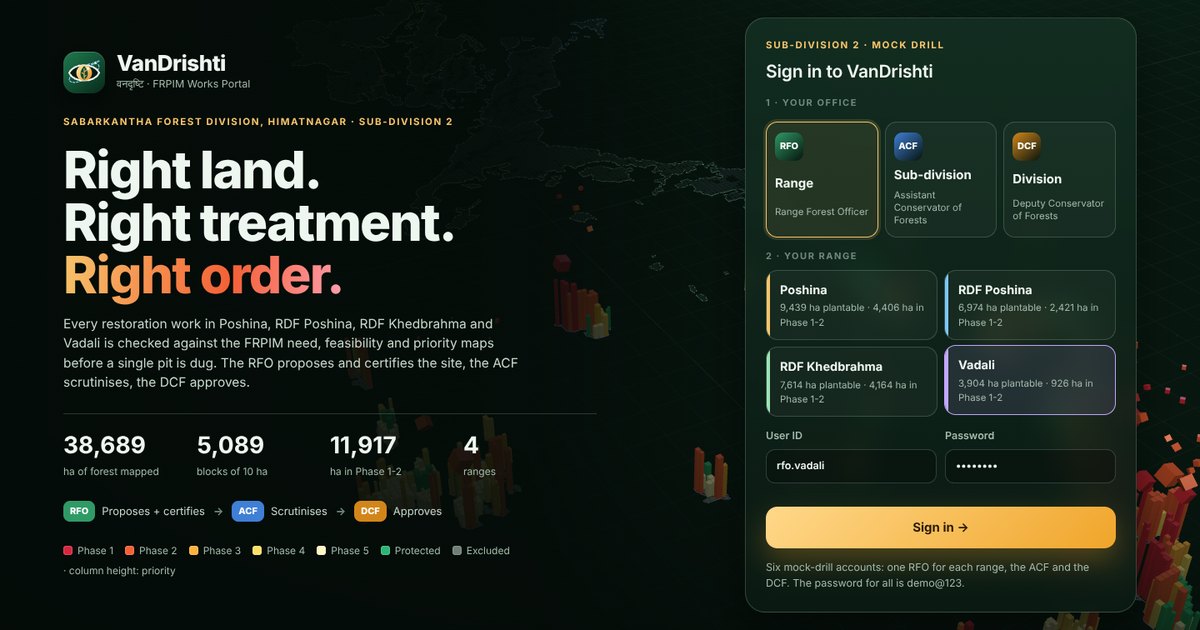 VanDrishti
वनदृष्टि · FRPIM Works Portal
SABARKANTHA FOREST DIVISION, HIMATNAGAR · SUB-DIVISION 2
Right land.
Right treatment.
Right order.
Every restoration work in Poshina, RDF Poshina, RDF Khedbrahma and
Vadali is checked against the FRPIM need, feasibility and priority maps
before a single pit is dug. The RFO proposes and certifies the site, the ACF
scrutinises, the DCF approves.
38,689
ha of forest mapped
5,089
blocks of 10 ha
11,917
ha in Phase 1-2
4
ranges
RFO Proposes + certifies → ACF Scrutinises → DCF Approves
Phase 1 Phase 2 Phase 3 Phase 4 Phase 5 Protected Excluded
· column height: priority
SUB-DIVISION 2 · MOCK DRILL
Sign in to VanDrishti
1 · YOUR OFFICE
RFO
Range
Range Forest Officer
ACF
Sub-division
Assistant
Conservator of
Forests
DCF
Division
Deputy Conservator
of Forests
2 · YOUR RANGE
Poshina
9,439 ha plantable · 4,406 ha in
Phase 1-2
RDF Poshina
6,974 ha plantable · 2,421 ha in
Phase 1-2
RDF Khedbrahma
7,614 ha plantable · 4,164 ha in
Phase 1-2
Vadali
3,904 ha plantable · 926 ha in
Phase 1-2
User ID
rfo.vadali
Password
••••••••
Sign in →
Six mock-drill accounts: one RFO for each range, the ACF and the
DCF. The password for all is demo@123.